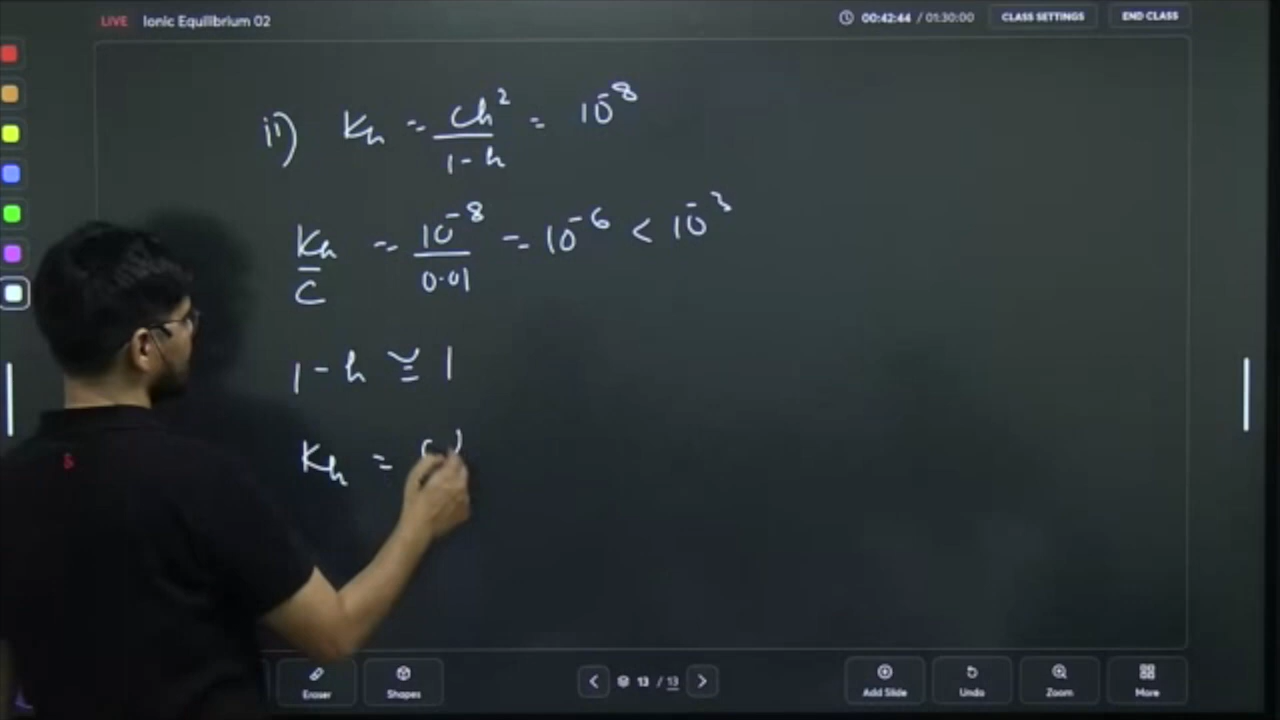 LIVE Ionic Equilibrium 02 00:42:44 / 01:30:00 CLASS SETTINGS END CLASS
ii) Kh = Ch² / 1-h = 10⁻⁸
Kh / C = 10⁻⁸ / 0.01 = 10⁻⁶ < 10⁻³
1-h ≅ 1
Kh =
Eraser Shapes < 13 / 13 > Add Slide Undo Zoom More